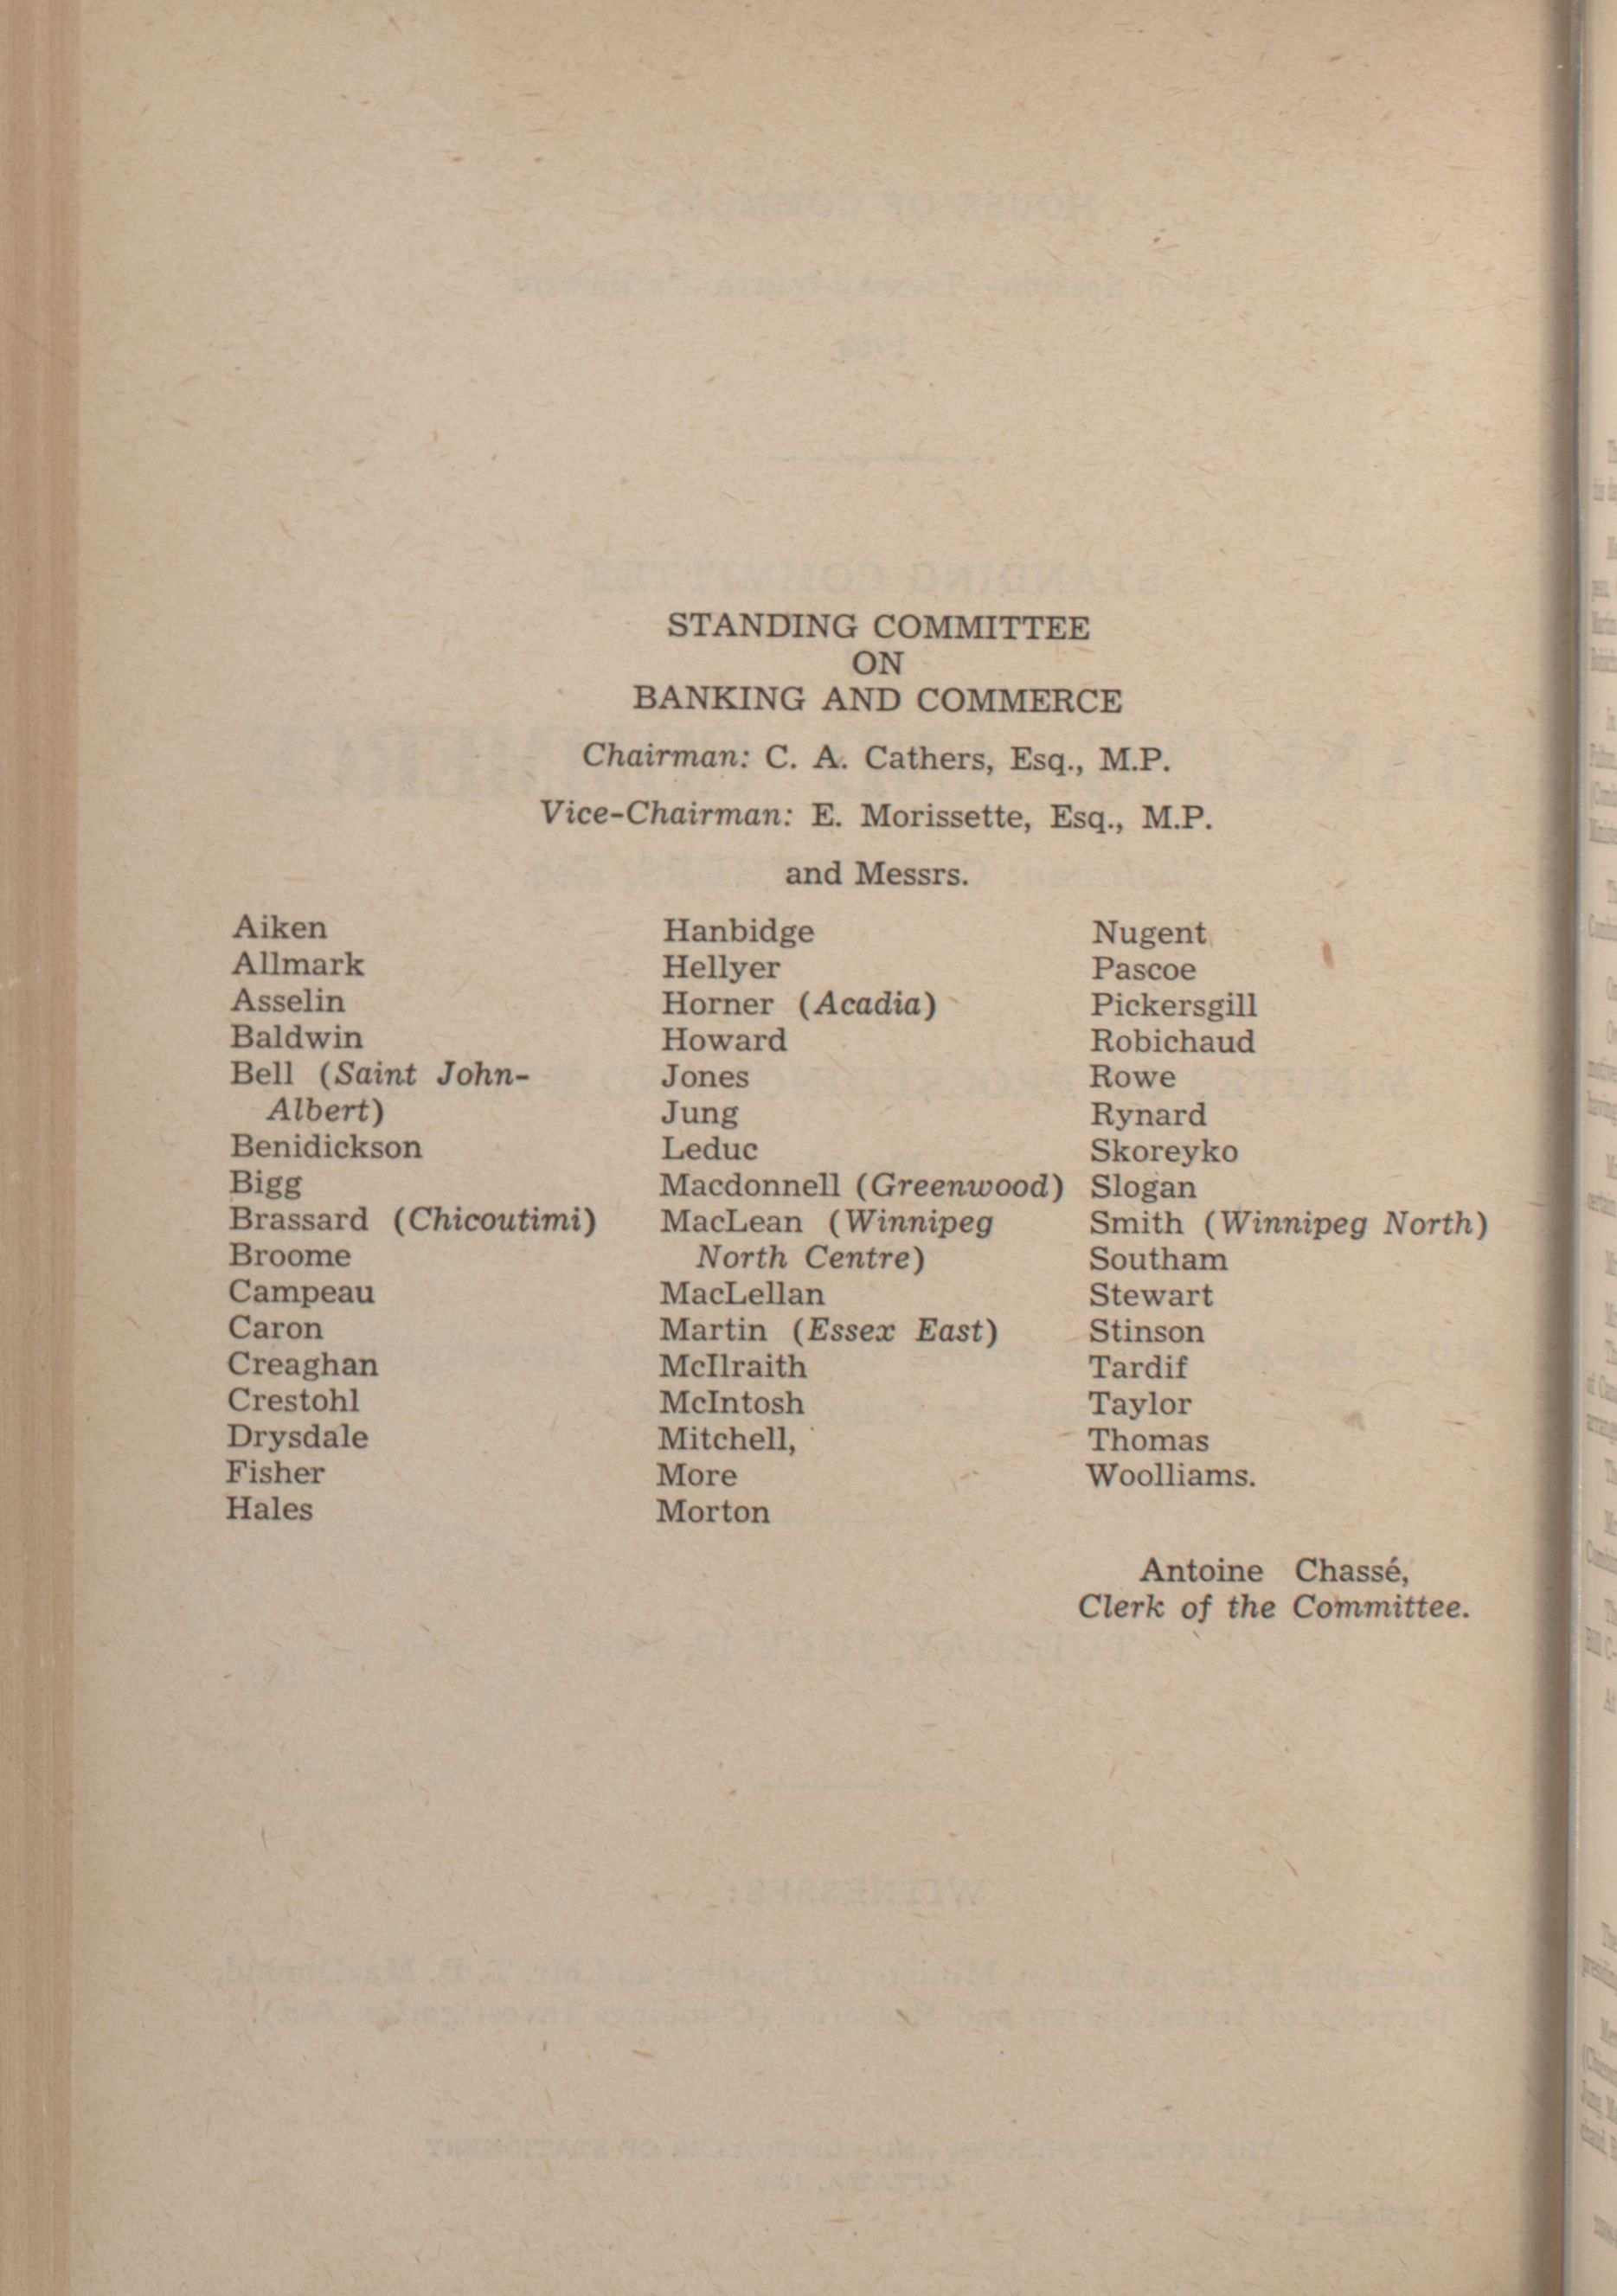 STANDING COMMITTEE
ON
BANKING AND COMMERCE
Chairman: C. A. Cathers, Esq., M.P.
Vice-Chairman: E. Morissette, Esq., M.P.
and Messrs.
Aiken
Allmark
Asselin
Baldwin
Bell (Saint John-
Albert)
Benidickson
Bigg
Brassard (Chicoutimi)
Broome
Campeau
Caron
Creaghan
Crestohl
Drysdale
Fisher
Hales
Hanbidge
Hellyer
Horner (Acadia)
Howard
Jones
Jung
Leduc
Macdonnell (Greenwood)
MacLean (Winnipeg
North Centre)
MacLellan
Martin (Essex East)
McIlraith
McIntosh
Mitchell,
More
Morton
Nugent
Pascoe
Pickersgill
Robichaud
Rowe
Rynard
Skoreyko
Slogan
Smith (Winnipeg North)
Southam
Stewart
Stinson
Tardif
Taylor
Thomas
Woolliams.
Antoine Chassé,
Clerk of the Committee.